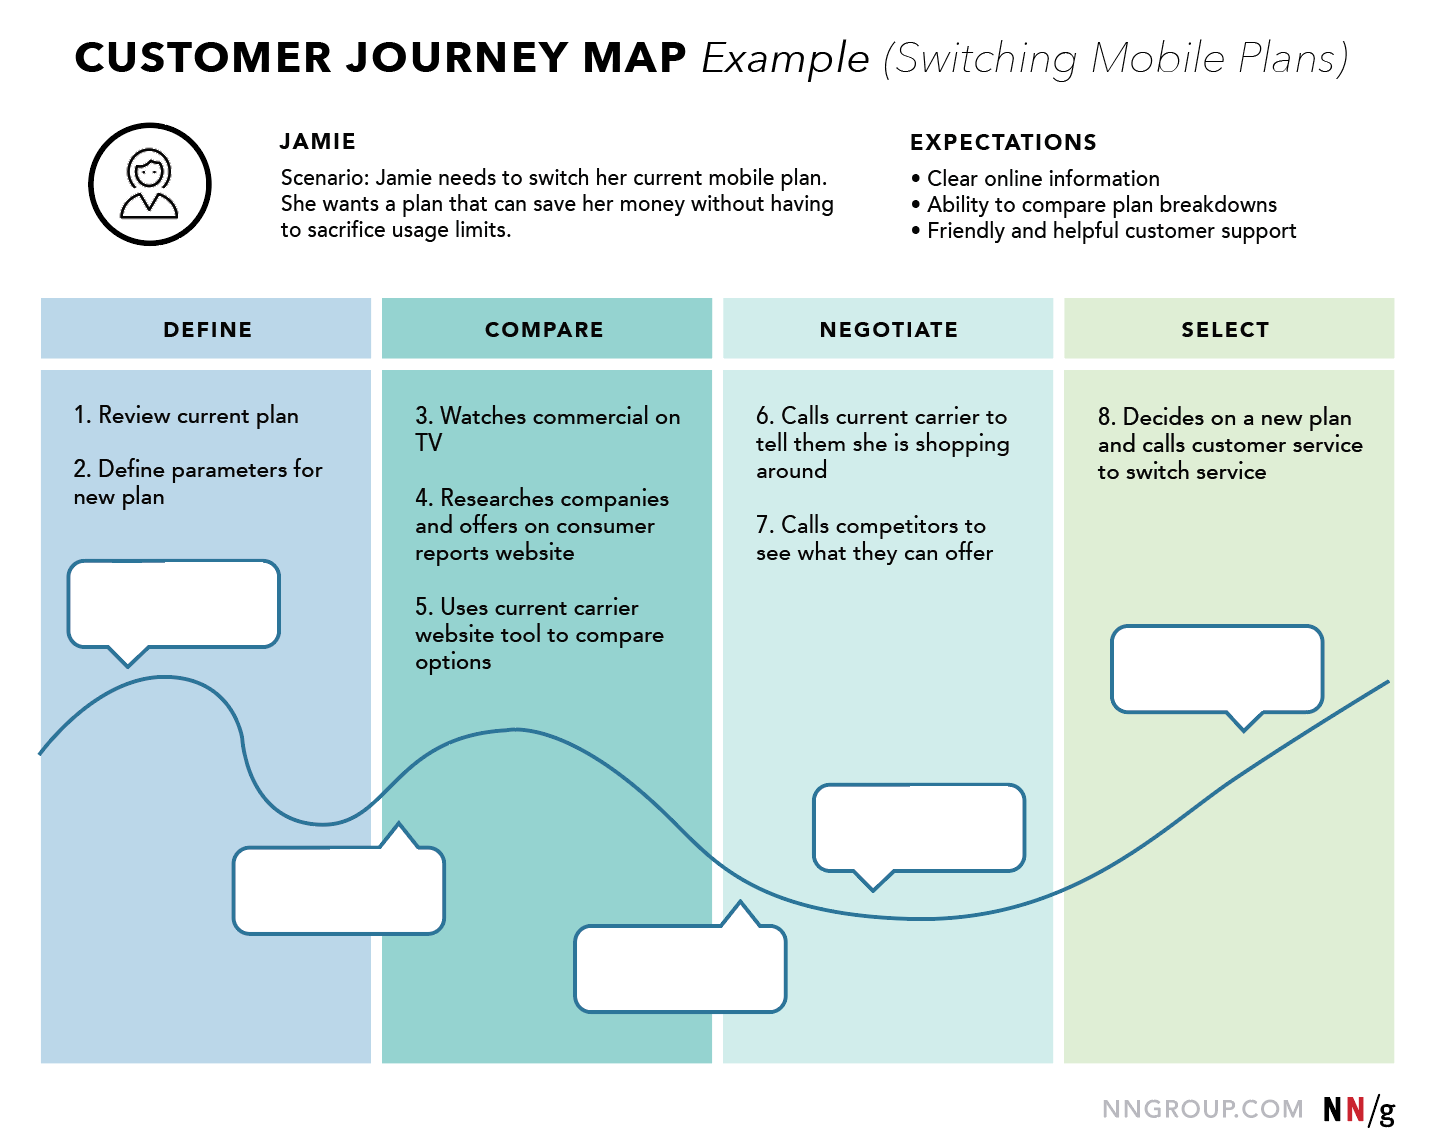 CUSTOMER JOURNEY MAP Example (Switching Mobile Plans)
JAMIE
Scenario: Jamie needs to switch her current mobile plan.
She wants a plan that can save her money without having
to sacrifice usage limits.
EXPECTATIONS
• Clear online information
• Ability to compare plan breakdowns
• Friendly and helpful customer support
DEFINE
COMPARE
NEGOTIATE
SELECT
1. Review current plan
2. Define parameters for
new plan
3. Watches commercial on
TV
4. Researches companies
and offers on consumer
reports website
5. Uses current carrier
website tool to compare
options
6. Calls current carrier to
tell them she is shopping
around
7. Calls competitors to
see what they can offer
8. Decides on a new plan
and calls customer service
to switch service
NNGROUP.COM NN/g